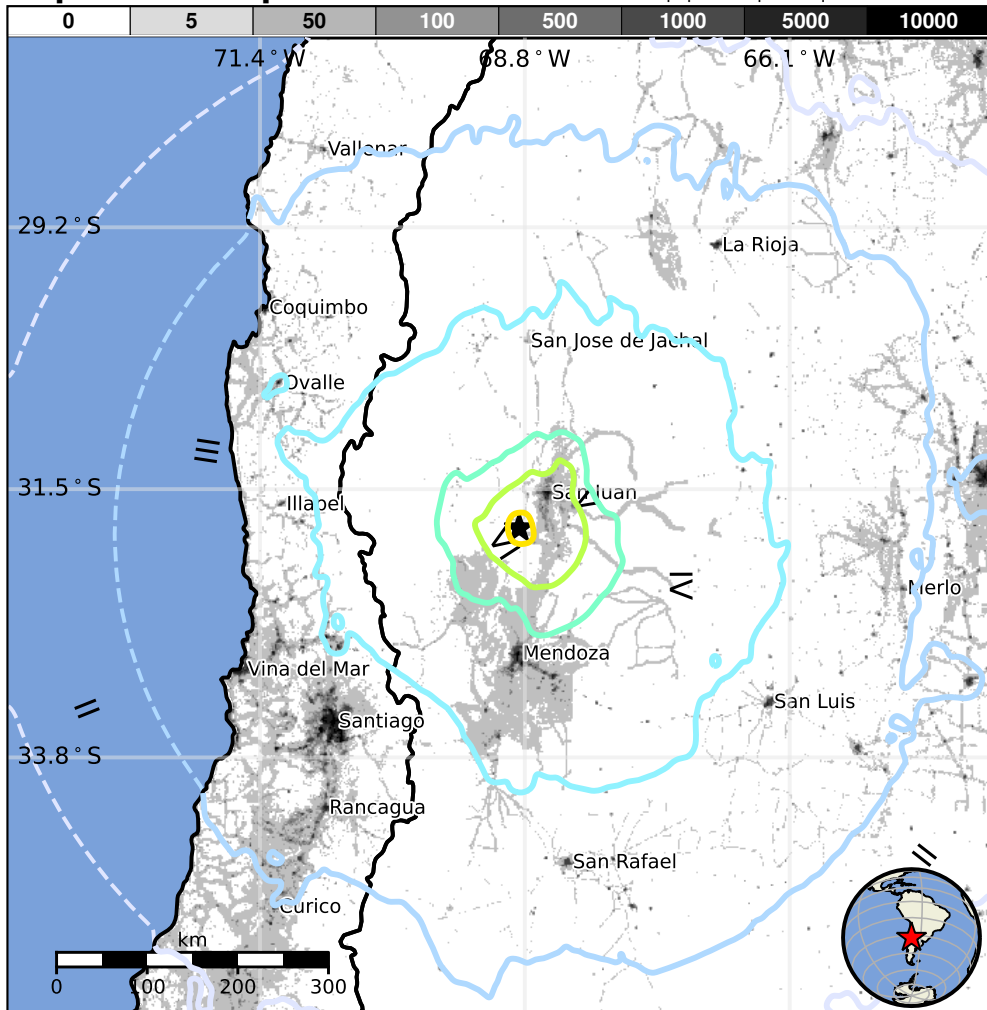 0 5 50 100 500 1000 5000 10000
71.4°W 68.8°W 66.1°W
Vallenar
29.2°S
La Rioja
Coquimbo
San Jose de Jachal
Ovalle
III
31.5°S
San Juan
Illapel
V
VI
IV
Merlo
Mendoza
Vina del Mar
San Luis
II
Santiago
33.8°S
Rancagua
II
San Rafael
Curico
km
0 100 200 300